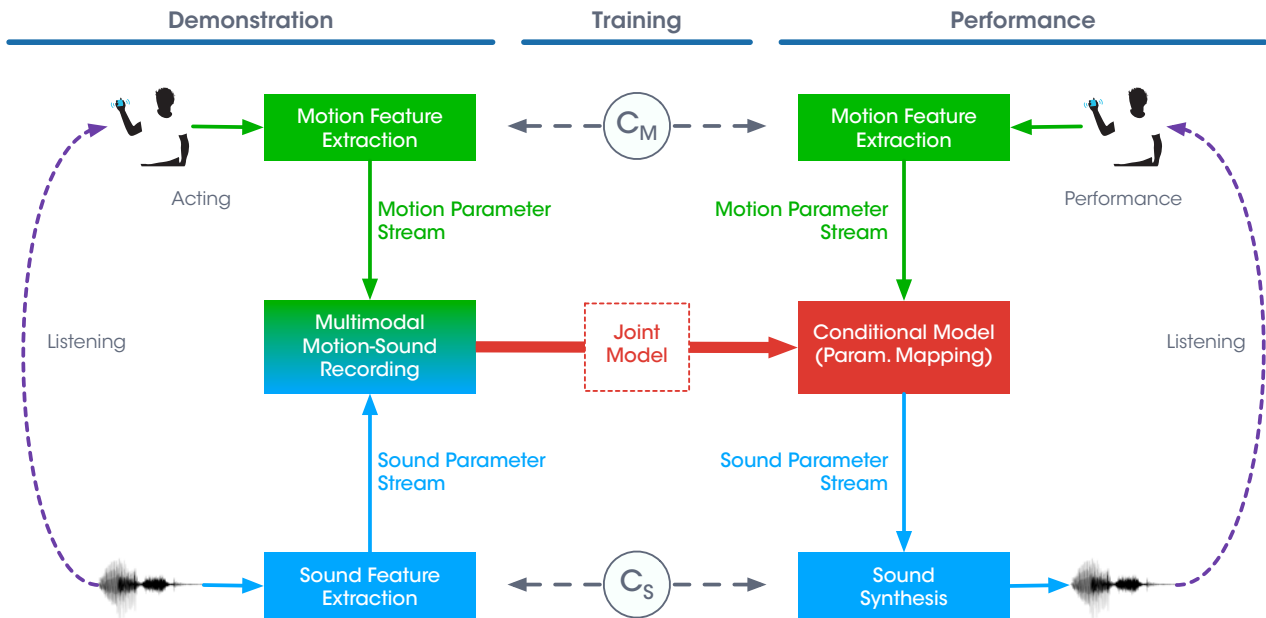 Demonstration
Training
Performance
Motion Feature
Extraction
C_M
Motion Feature
Extraction
Acting
Performance
Motion Parameter
Stream
Motion Parameter
Stream
Listening
Multimodal
Motion-Sound
Recording
Joint
Model
Conditional Model
(Param. Mapping)
Listening
Sound Parameter
Stream
Sound Parameter
Stream
Sound Feature
Extraction
C_S
Sound
Synthesis